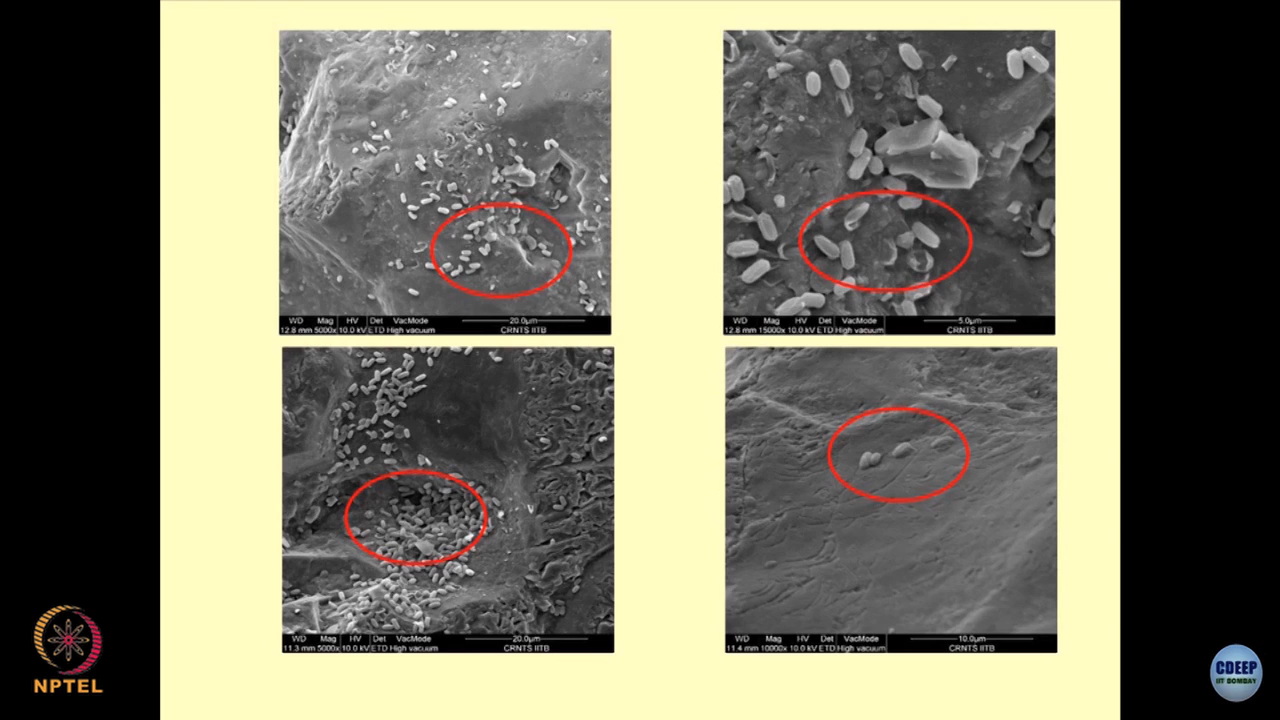 WD Mag HV Det VacMode 20.0μm
12.8 mm 5000x 10.0 kV ETD High vacuum CRNTS IITB
WD Mag HV Det VacMode 5.0μm
12.8 mm 15000x 10.0 kV ETD High vacuum CRNTS IITB
WD Mag HV Det VacMode 20.0μm
11.3 mm 5000x 10.0 kV ETD High vacuum CRNTS IITB
WD Mag HV Det VacMode 10.0μm
11.4 mm 10000x 10.0 kV ETD High vacuum CRNTS IITB
NPTEL
CDEEP
IIT BOMBAY